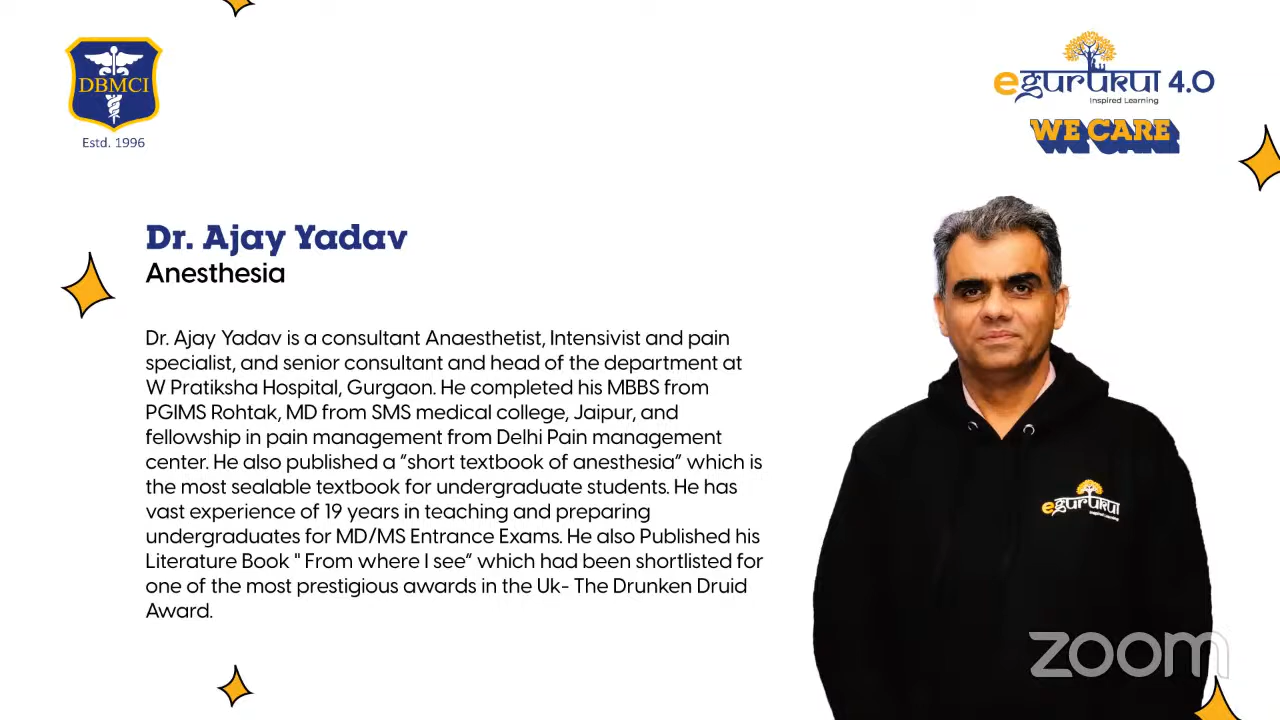 DBMCI
Estd. 1996
egurukul 4.0
Inspired Learning
WE CARE
Dr. Ajay Yadav
Anesthesia
Dr. Ajay Yadav is a consultant Anaesthetist, Intensivist and pain
specialist, and senior consultant and head of the department at
W Pratiksha Hospital, Gurgaon. He completed his MBBS from
PGIMS Rohtak, MD from SMS medical college, Jaipur, and
fellowship in pain management from Delhi Pain management
center. He also published a “short textbook of anesthesia” which is
the most sealable textbook for undergraduate students. He has
vast experience of 19 years in teaching and preparing
undergraduates for MD/MS Entrance Exams. He also Published his
Literature Book " From where I see” which had been shortlisted for
one of the most prestigious awards in the Uk- The Drunken Druid
Award.
egurukul
Inspired Learning
zoom